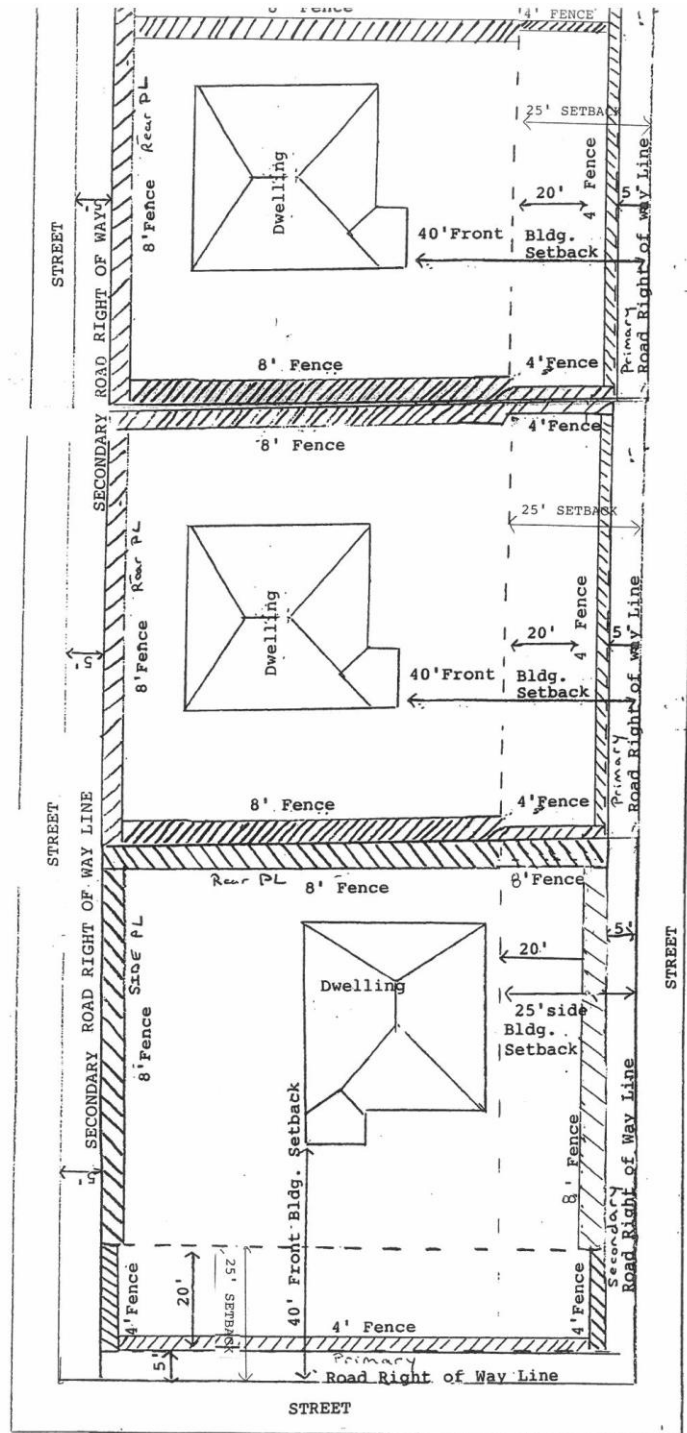 8' Fence
4' FENCE
25' SETBACK
STREET
SECONDARY ROAD RIGHT OF WAY
5'
8' Fence
Rear PL
Dwelling
20'
4' Fence
5'
40' Front
Bldg.
Setback
Primary
Road Right of way Line
8' Fence
4' Fence
8' Fence
4' Fence
25' SETBACK
8' Fence
Rear PL
Dwelling
5'
20'
4' Fence
5'
40' Front
Bldg.
Setback
Primary
Road Right of way Line
8' Fence
4' Fence
STREET
SECONDARY ROAD RIGHT OF WAY LINE
Rear PL
8' Fence
8' Fence
8' Fence
SIDE PL
Dwelling
20'
5'
25' side
Bldg.
Setback
STREET
5'
40' Front Bldg. Setback
8' Fence
Secondary
Road Right of Way Line
4' Fence
20'
25' SETBACK
4' Fence
4' Fence
5'
Primary
Road Right of Way Line
STREET